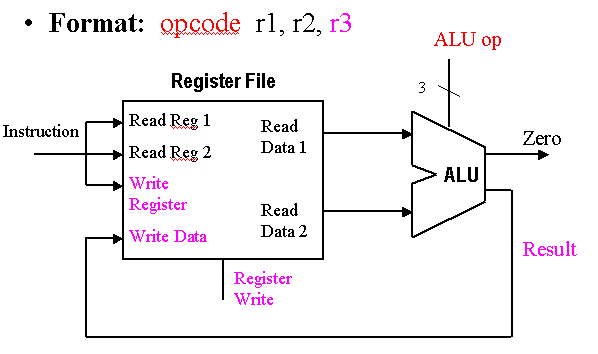 • Format: opcode r1, r2, r3
ALU op
3
Register File
Instruction
Read Reg 1
Read Reg 2
Write
Register
Write Data
Read
Data 1
Read
Data 2
ALU
Zero
Result
Register
Write